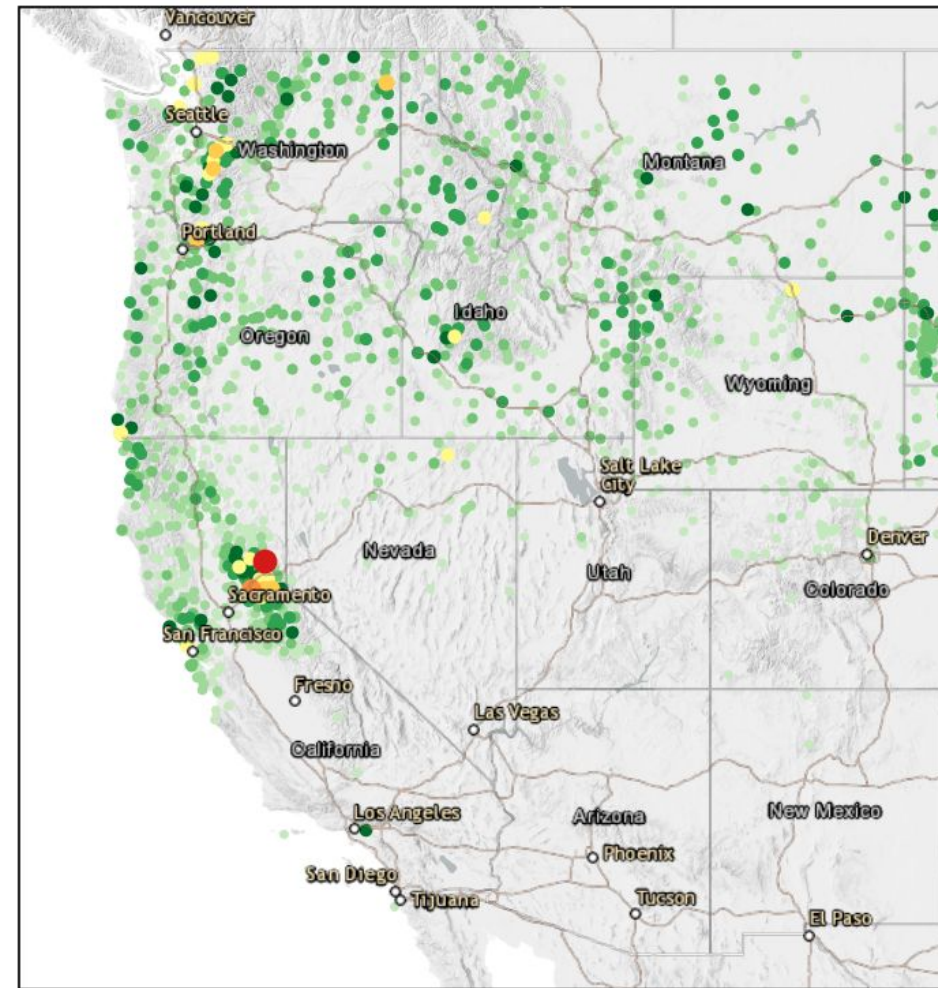 Vancouver
Seattle
Washington
Montana
Portland
Idaho
Oregon
Wyoming
Salt Lake
City
Denver
Nevada
Utah
Colorado
Sacramento
San Francisco
Fresno
Las Vegas
California
Los Angeles
Arizona
New Mexico
Phoenix
San Diego
Tijuana
Tucson
El Paso